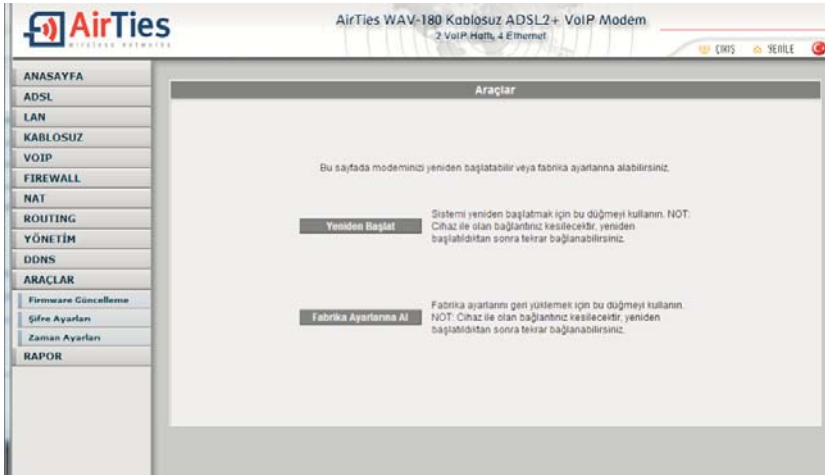 AirTies
wireless networks
AirTies WAV-180 Kablosuz ADSL2+ VoIP Modem
2 VoIP Hattı, 4 Ethernet
ÇIKIŞ
YENİLE
ANASAYFA
ADSL
LAN
KABLOSUZ
VOIP
FIREWALL
NAT
ROUTING
YÖNETİM
DDNS
ARAÇLAR
Firmware Güncelleme
Şifre Ayarları
Zaman Ayarları
RAPOR
Araçlar
Bu sayfada modeminizi yeniden başlatabilir veya fabrika ayarlarına alabilirsiniz.
Yeniden Başlat
Sistemi yeniden başlatmak için bu düğmeyi kullanın. NOT:
Cihaz ile olan bağlantınız kesilecektir, yeniden
başlatıldıktan sonra tekrar bağlanabilirsiniz.
Fabrika Ayarlarına Al
Fabrika ayarlarını geri yüklemek için bu düğmeyi kullanın.
NOT: Cihaz ile olan bağlantınız kesilecektir, yeniden
başlatıldıktan sonra tekrar bağlanabilirsiniz.